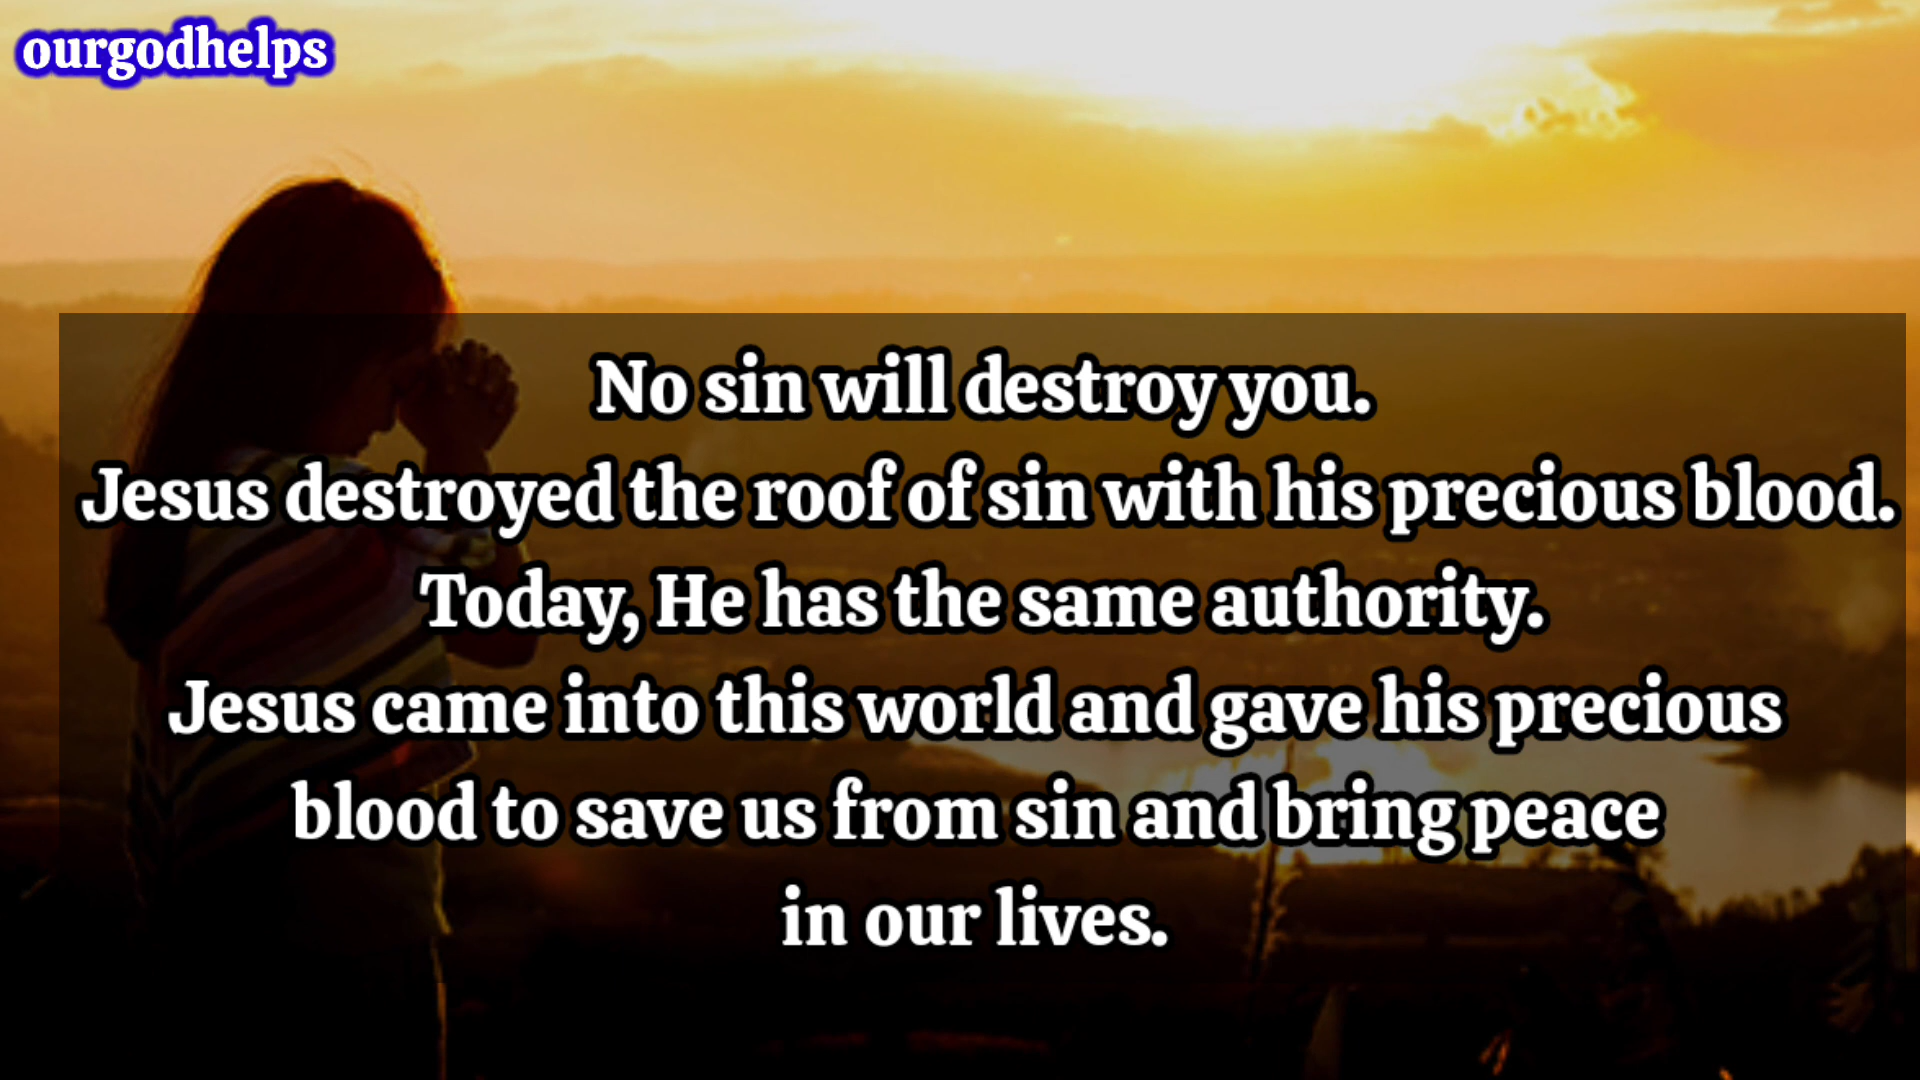 ourgodhelps
No sin will destroy you.
Jesus destroyed the roof of sin with his precious blood.
Today, He has the same authority.
Jesus came into this world and gave his precious
blood to save us from sin and bring peace
in our lives.